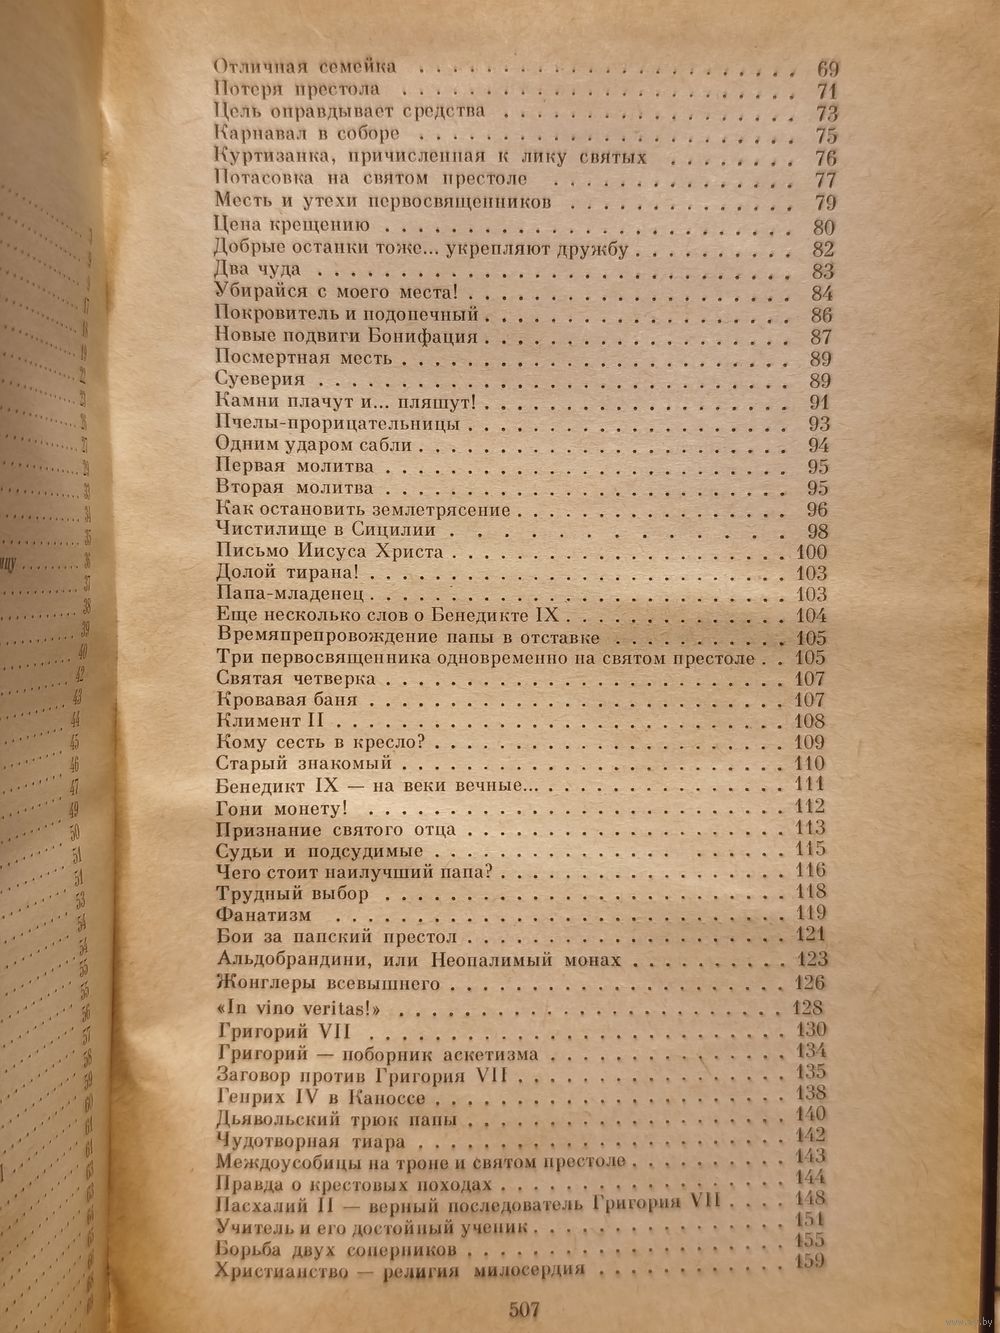 Отличная семейка . . . . . . . . . . . . . . . . . . . . . . 69
Потеря престола . . . . . . . . . . . . . . . . . . . . . . 71
Цель оправдывает средства . . . . . . . . . . . . . . . . . . 73
Карнавал в соборе . . . . . . . . . . . . . . . . . . . . . 75
Куртизанка, причисленная к лику святых . . . . . . . . 76
Потасовка на святом престоле . . . . . . . . . . . . . . . 77
Месть и утехи первосвященников . . . . . . . . . . . . . . 79
Цена крещению . . . . . . . . . . . . . . . . . . . . . . . 80
Добрые останки тоже... укрепляют дружбу . . . . . . . . . . 82
Два чуда . . . . . . . . . . . . . . . . . . . . . . . . . . 83
Убирайся с моего места! . . . . . . . . . . . . . . . . . . 84
Покровитель и подопечный . . . . . . . . . . . . . . . . . . 86
Новые подвиги Бонифация . . . . . . . . . . . . . . . . . . 87
Посмертная месть . . . . . . . . . . . . . . . . . . . . . . 89
Суеверия . . . . . . . . . . . . . . . . . . . . . . . . . . 89
Камни плачут и... пляшут! . . . . . . . . . . . . . . . . . 91
Пчелы-прорицательницы . . . . . . . . . . . . . . . . . . . 93
Одним ударом сабли . . . . . . . . . . . . . . . . . . . . . 94
Первая молитва . . . . . . . . . . . . . . . . . . . . . . . 95
Вторая молитва . . . . . . . . . . . . . . . . . . . . . . . 95
Как остановить землетрясение . . . . . . . . . . . . . . . . 96
Чистилище в Сицилии . . . . . . . . . . . . . 98
Письмо Иисуса Христа . . . . . . . . . . . . . . . . . . . . 100
Долой тирана! . . . . . . . . . . . . . . . . . . . . . . . 103
Папа-младенец . . . . . . . . . . . . . . . . . . . . . . . 103
Еще несколько слов о Бенедикте IX . . . . . . . . . . . . . 104
Времяпрепровождение папы в отставке . . . . . . . . . . . 105
Три первосвященника одновременно на святом престоле . . 105
Святая четверка . . . . . . . . . . . . . . . . . . . . . . 107
Кровавая баня . . . . . . . . . . . . . . . . . . . . . . . 107
Климент II . . . . . . . . . . . . . . . . . . . . . . . . . 108
Кому сесть в кресло? . . . . . . . . . . . . . . . . . . . . 109
Старый знакомый . . . . . . . . . . . . . . . . . . . . . . 110
Бенедикт IX — на веки вечные... . . . . . . . . . . . . . . 111
Гони монету! . . . . . . . . . . . . . . . . . . . . . . . 112
Признание святого отца . . . . . . . . . . . . . . . . . . . 113
Судьи и подсудимые . . . . . . . . . . . . . . . . . . . . . 115
Чего стоит наилучший папа? . . . . . . . . . . . . . . . . . 116
Трудный выбор . . . . . . . . . . . . . . . . . . . . . . . 118
Фанатизм . . . . . . . . . . . . . . . . . . . . . . . . . 119
Бои за папский престол . . . . . . . . . . . . . . . . . . . 121
Альдобрандини, или Неопалимый монах . . . . . . . . . . 123
Жонглеры всевышнего . . . . . . . . . . . . . . . . . . . . 126
«In vino veritas!» . . . . . . . . . . . . . . . . . . . . . 128
Григорий VII . . . . . . . . . . . . . . . . . . . . . . . 130
Григорий — поборник аскетизма . . . . . . . . . . . . . . . 134
Заговор против Григория VII . . . . . . . . . . . . . . . . 135
Генрих IV в Каноссе . . . . . . . . . . . . . . . . . . . . 138
Дьявольский трюк папы . . . . . . . . . . . . . . . . . . . 140
Чудотворная тиара . . . . . . . . . . . . . . . . . . . . . 142
Междоусобицы на троне и святом престоле . . . . . . . . . . 143
Правда о крестовых походах . . . . . . . . . . . . . . . . . 144
Пасхалий II — верный последователь Григория VII . . . . 148
Учитель и его достойный ученик . . . . . . . . . . . . . . . 151
Борьба двух соперников . . . . . . . . . . . . . . . . . . . 155
Христианство — религия милосердия . . . . . . . . . . . . 159
507